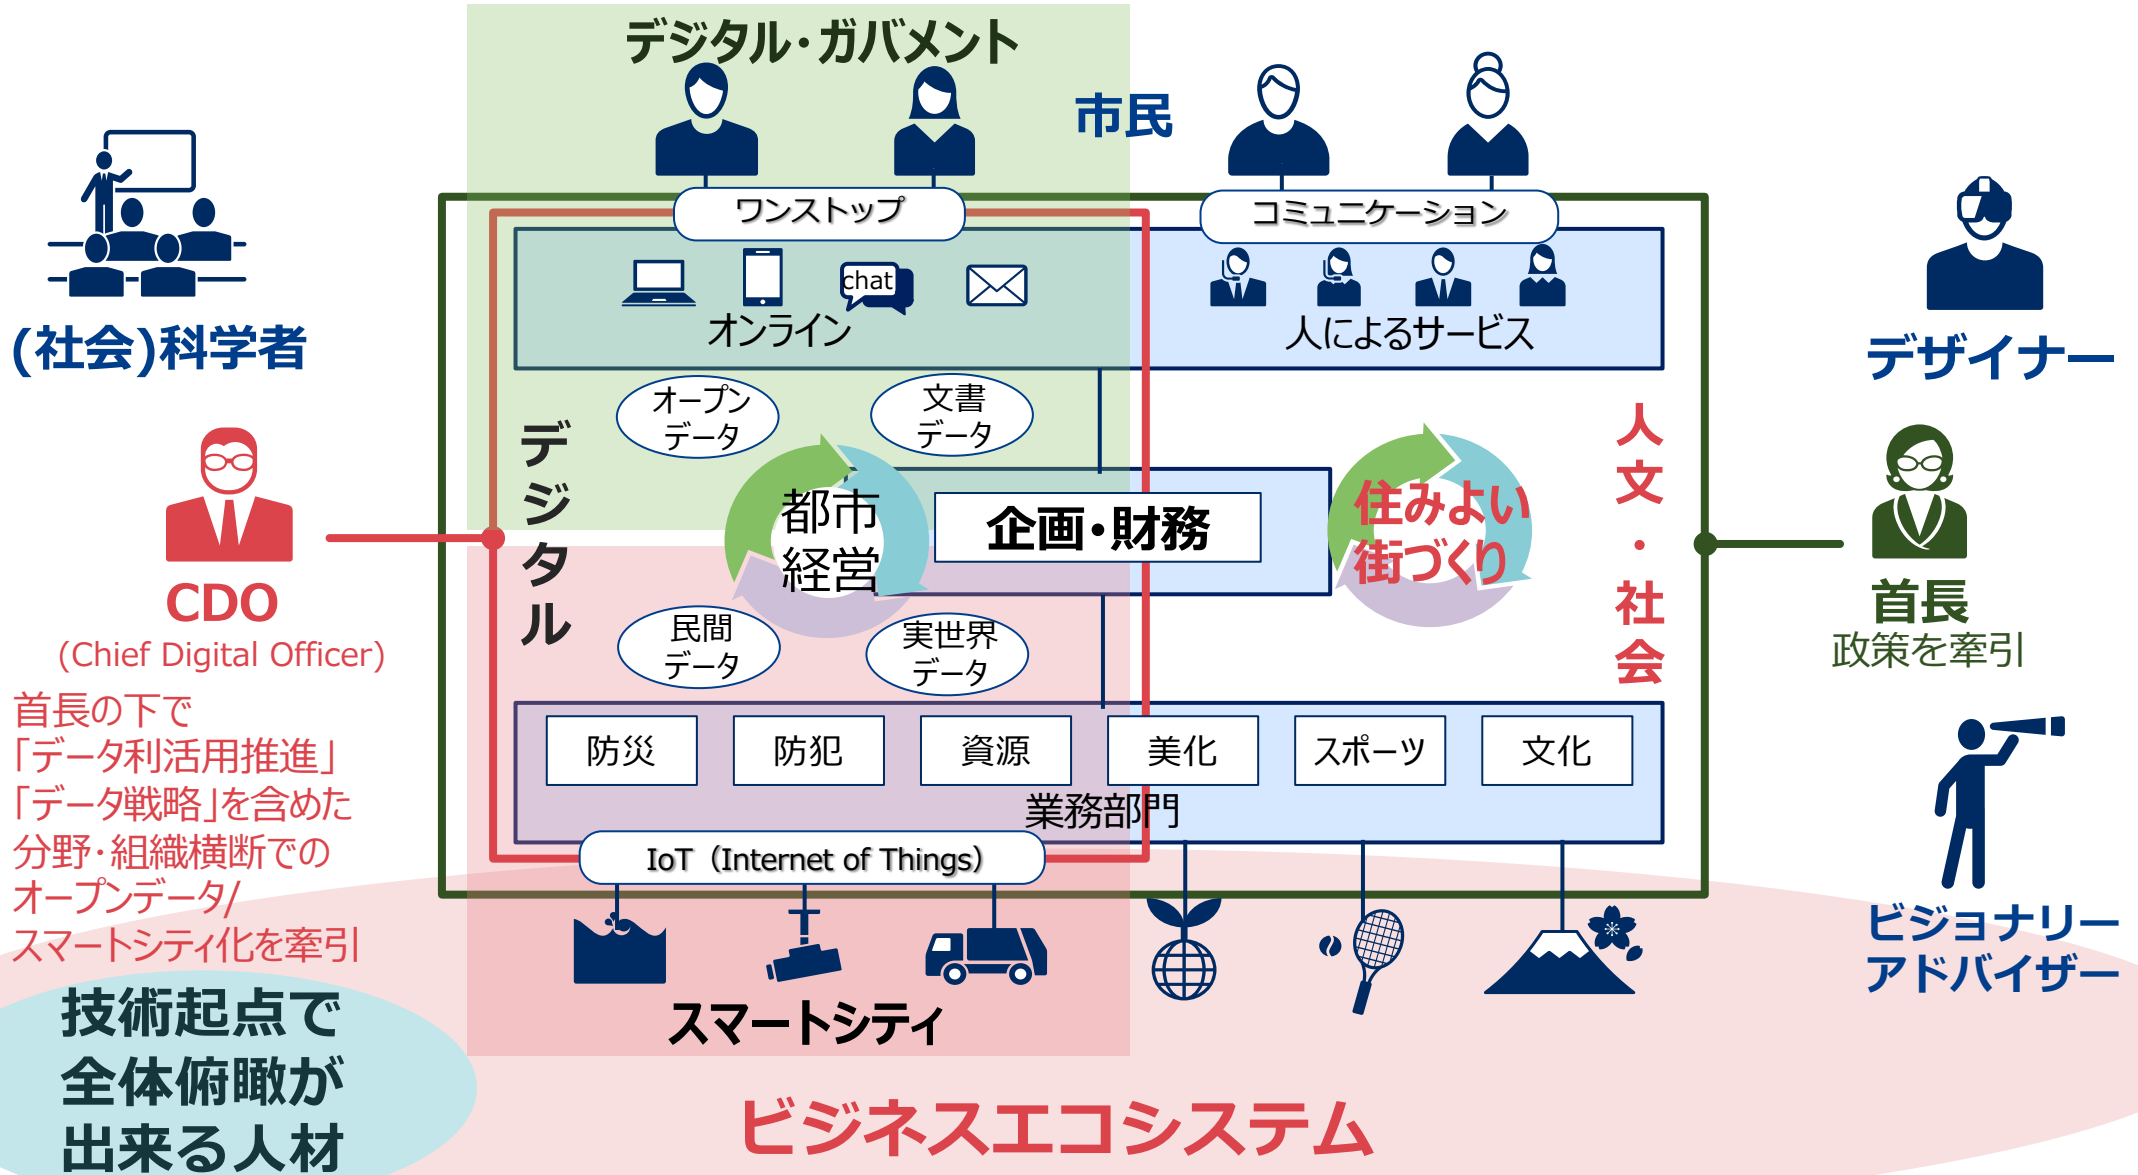 デジタル・ガバメント
市民
ワンストップ
コミュニケーション
chat
オンライン
人によるサービス
(社会)科学者
デザイナー
オープン
データ
文書
データ
デジタル
都市
経営
企画・財務
住みよい
街づくり
人文・社会
CDO
(Chief Digital Officer)
首長の下で
「データ利活用推進」
「データ戦略」を含めた
分野・組織横断での
オープンデータ/
スマートシティ化を牽引
首長
政策を牽引
民間
データ
実世界
データ
防災
防犯
資源
美化
スポーツ
文化
業務部門
IoT（Internet of Things）
スマートシティ
ビジョナリー
アドバイザー
技術起点で
全体俯瞰が
出来る人材
ビジネスエコシステム